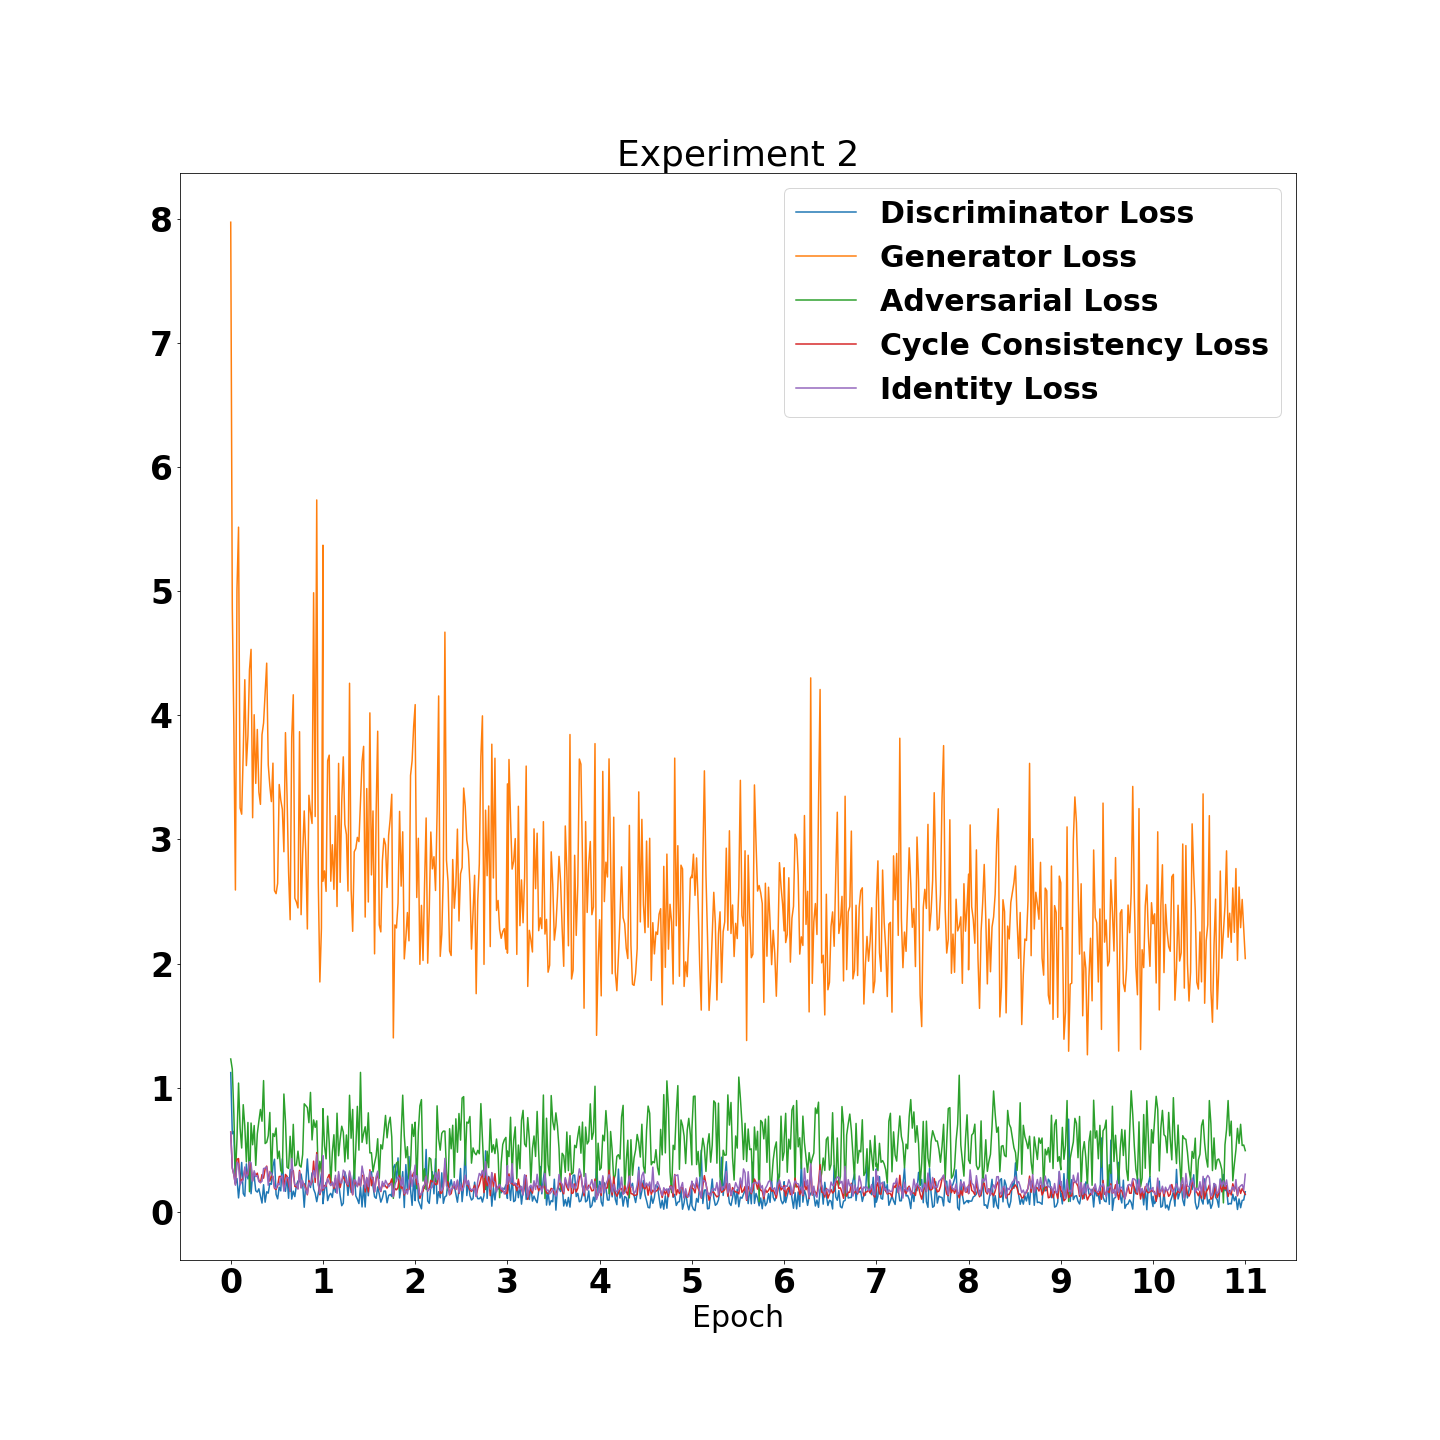 Experiment 2
Discriminator Loss
Generator Loss
Adversarial Loss
Cycle Consistency Loss
Identity Loss
8
7
6
5
4
3
2
1
0
0 1 2 3 4 5 6 7 8 9 10 11
Epoch